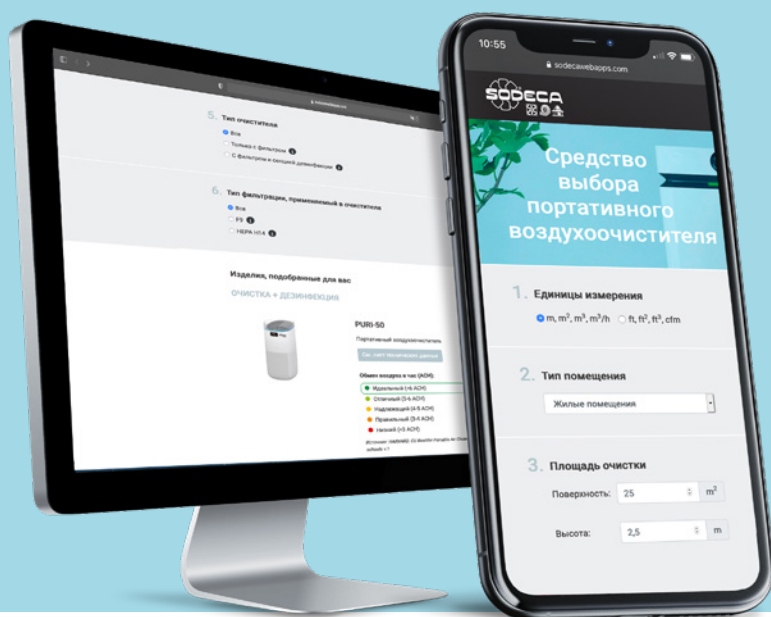 5. Тип очистителя
Все
Только с фильтром
С фильтром и секцией дезинфекции
6. Тип фильтрации, применяемый в очистителе
Все
F9
HEPA H14
Изделия, подобранные для вас
ОЧИСТКА + ДЕЗИНФЕКЦИЯ
PURI-50
Портативный воздухоочиститель
Обмен воздуха в час (ACH)
Идеальный (>6 ACH)
Отличный (5-6 ACH)
Надлежащий (4-5 ACH)
Правильный (3-4 ACH)
Низкий (<3 ACH)
10:55
sodecawebapps.com
SODECA
Средство
выбора
портативного
воздухоочистителя
1. Единицы измерения
m, m², m³, m³/h ft, ft², ft³, cfm
2. Тип помещения
Жилые помещения
3. Площадь очистки
Поверхность: 25 m²
Высота: 2,5 m